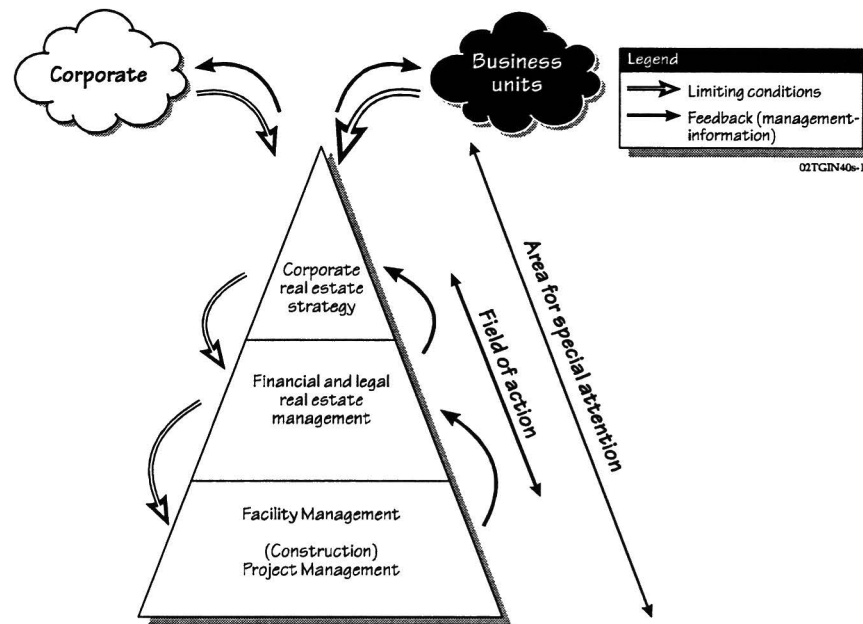 Corporate
Business
units
Legend
Limiting conditions
Feedback (management-
information)
02TGIN40s-1
Corporate
real estate
strategy
Financial and legal
real estate
management
Facility Management
(Construction)
Project Management
Field of action
Area for special attention